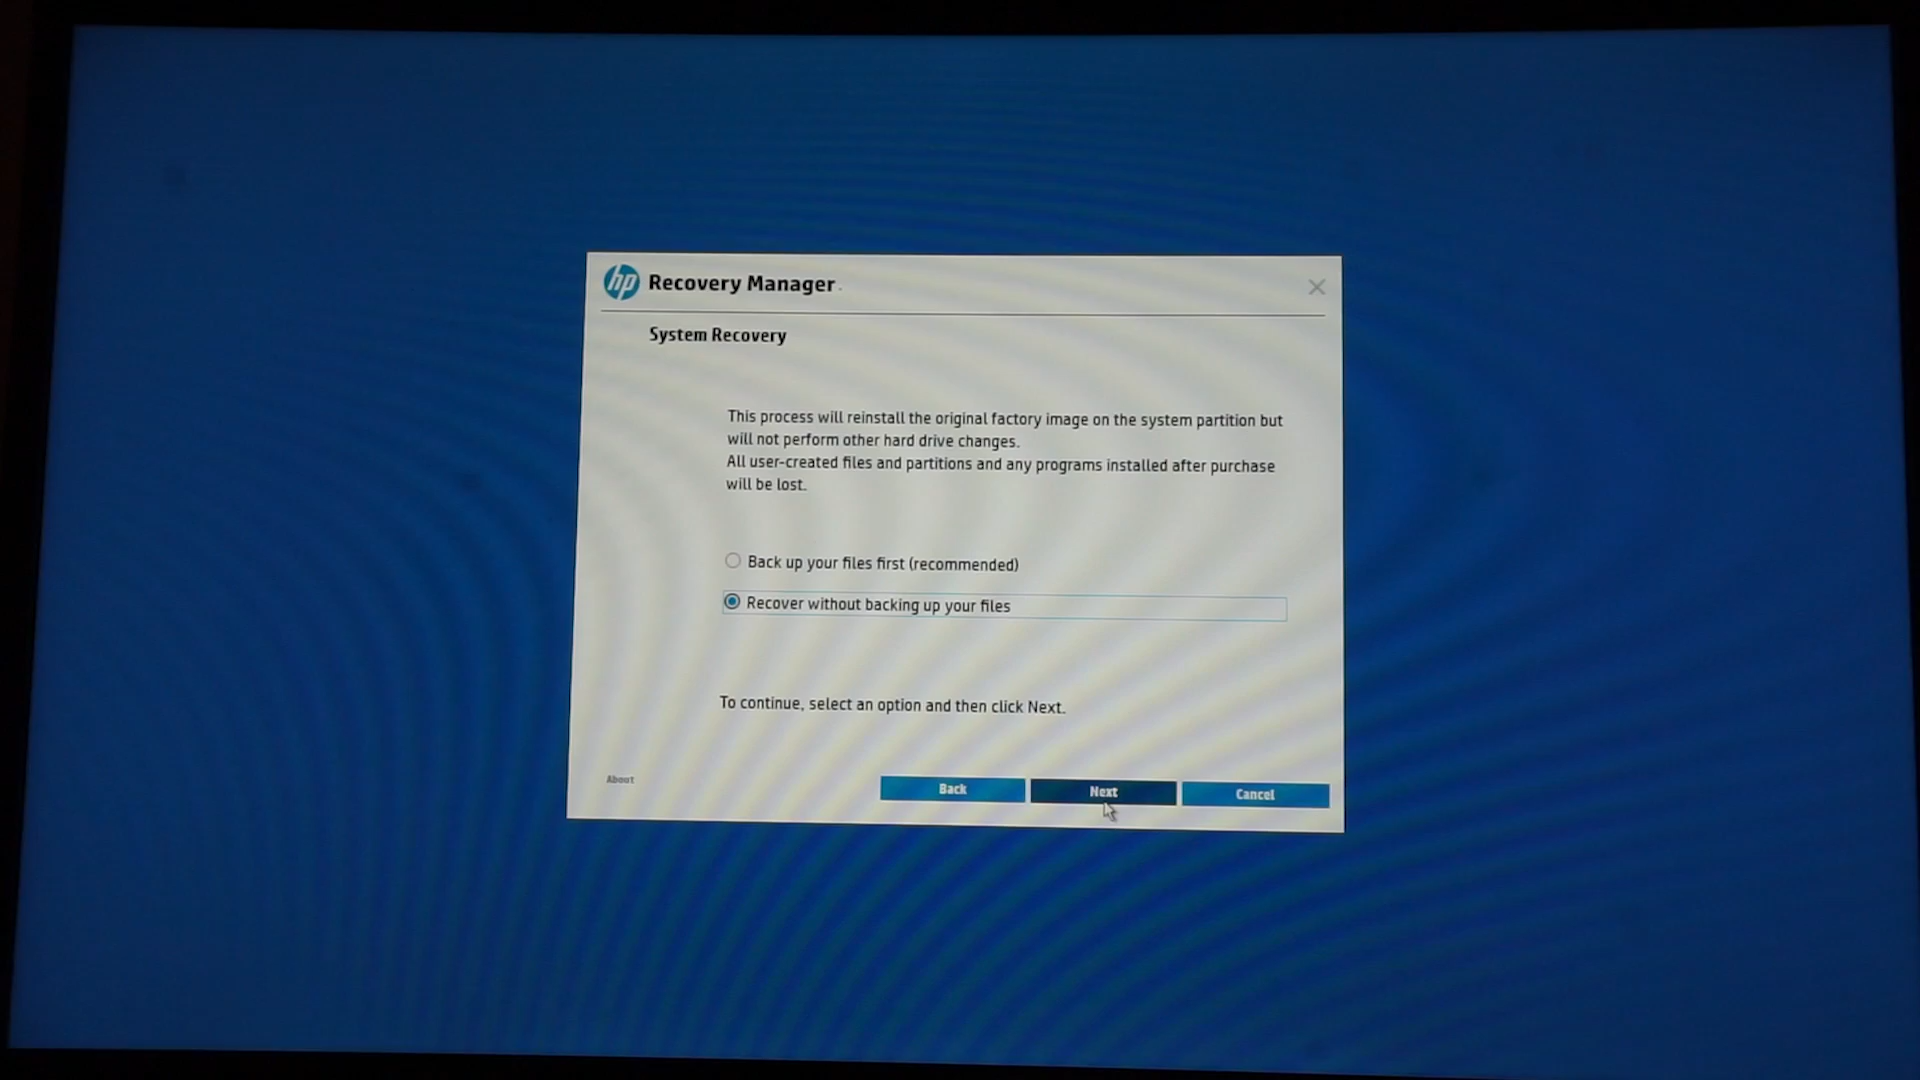 hp Recovery Manager
System Recovery
This process will reinstall the original factory image on the system partition but
will not perform other hard drive changes.
All user-created files and partitions and any programs installed after purchase
will be lost.
Back up your files first (recommended)
Recover without backing up your files
To continue, select an option and then click Next.
About
Back
Next
Cancel